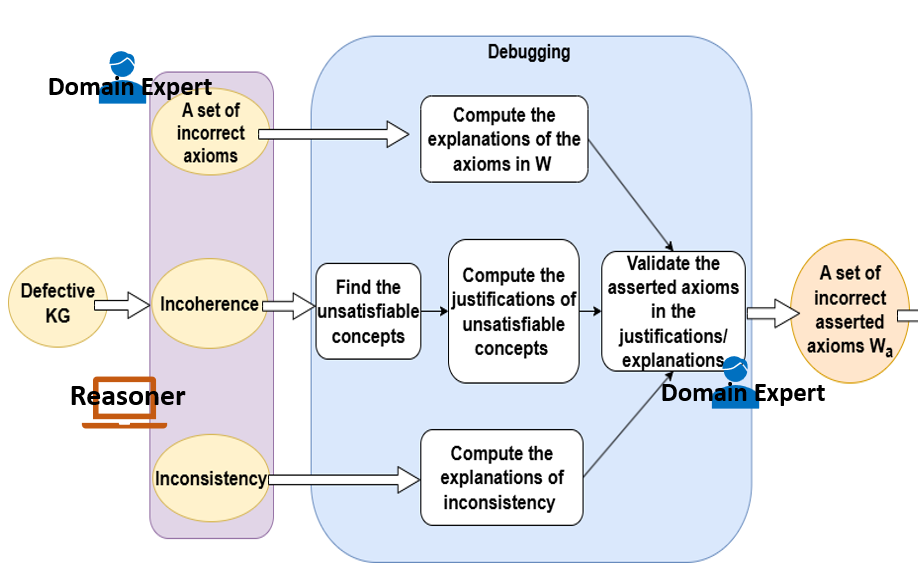 Debugging
Domain Expert
A set of
incorrect
axioms
Compute the
explanations of the
axioms in W
Defective
KG
Incoherence
Find the
unsatisfiable
concepts
Compute the
justifications of
unsatisfiable
concepts
Validate the
asserted axioms
in the
justifications/
explanations
A set of
incorrect
asserted
axioms Wa
Reasoner
Domain Expert
Inconsistency
Compute the
explanations of
inconsistency